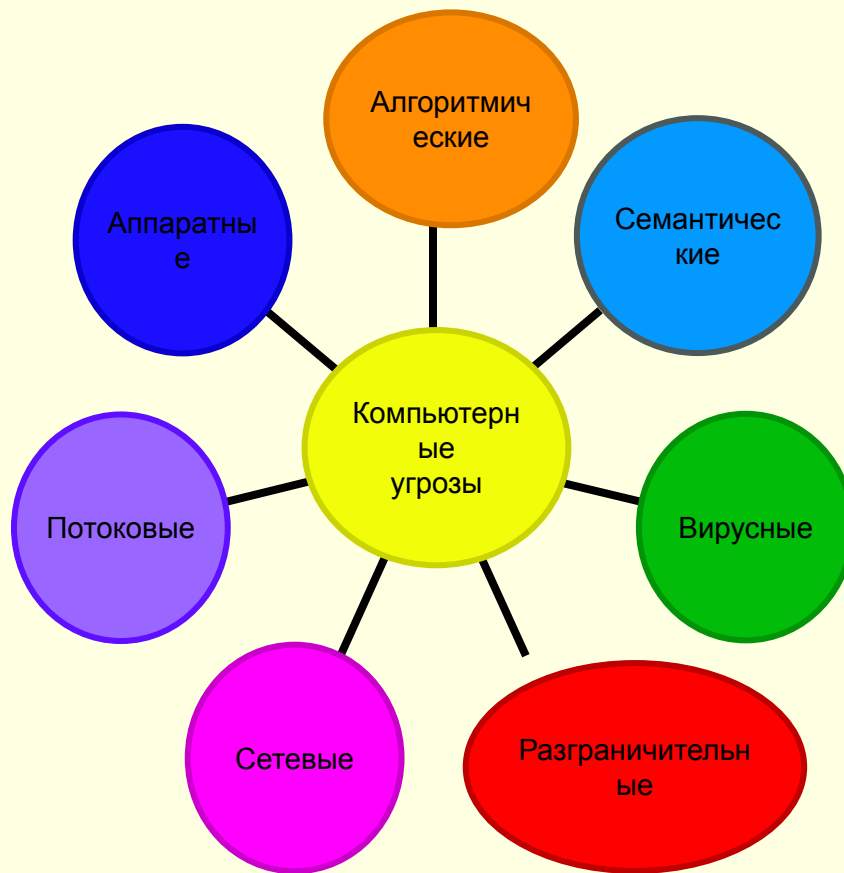 Алгоритмич
еские
Семантичес
кие
Аппаратны
е
Компьютерн
ые
угрозы
Потоковые
Вирусные
Сетевые
Разграничительн
ые